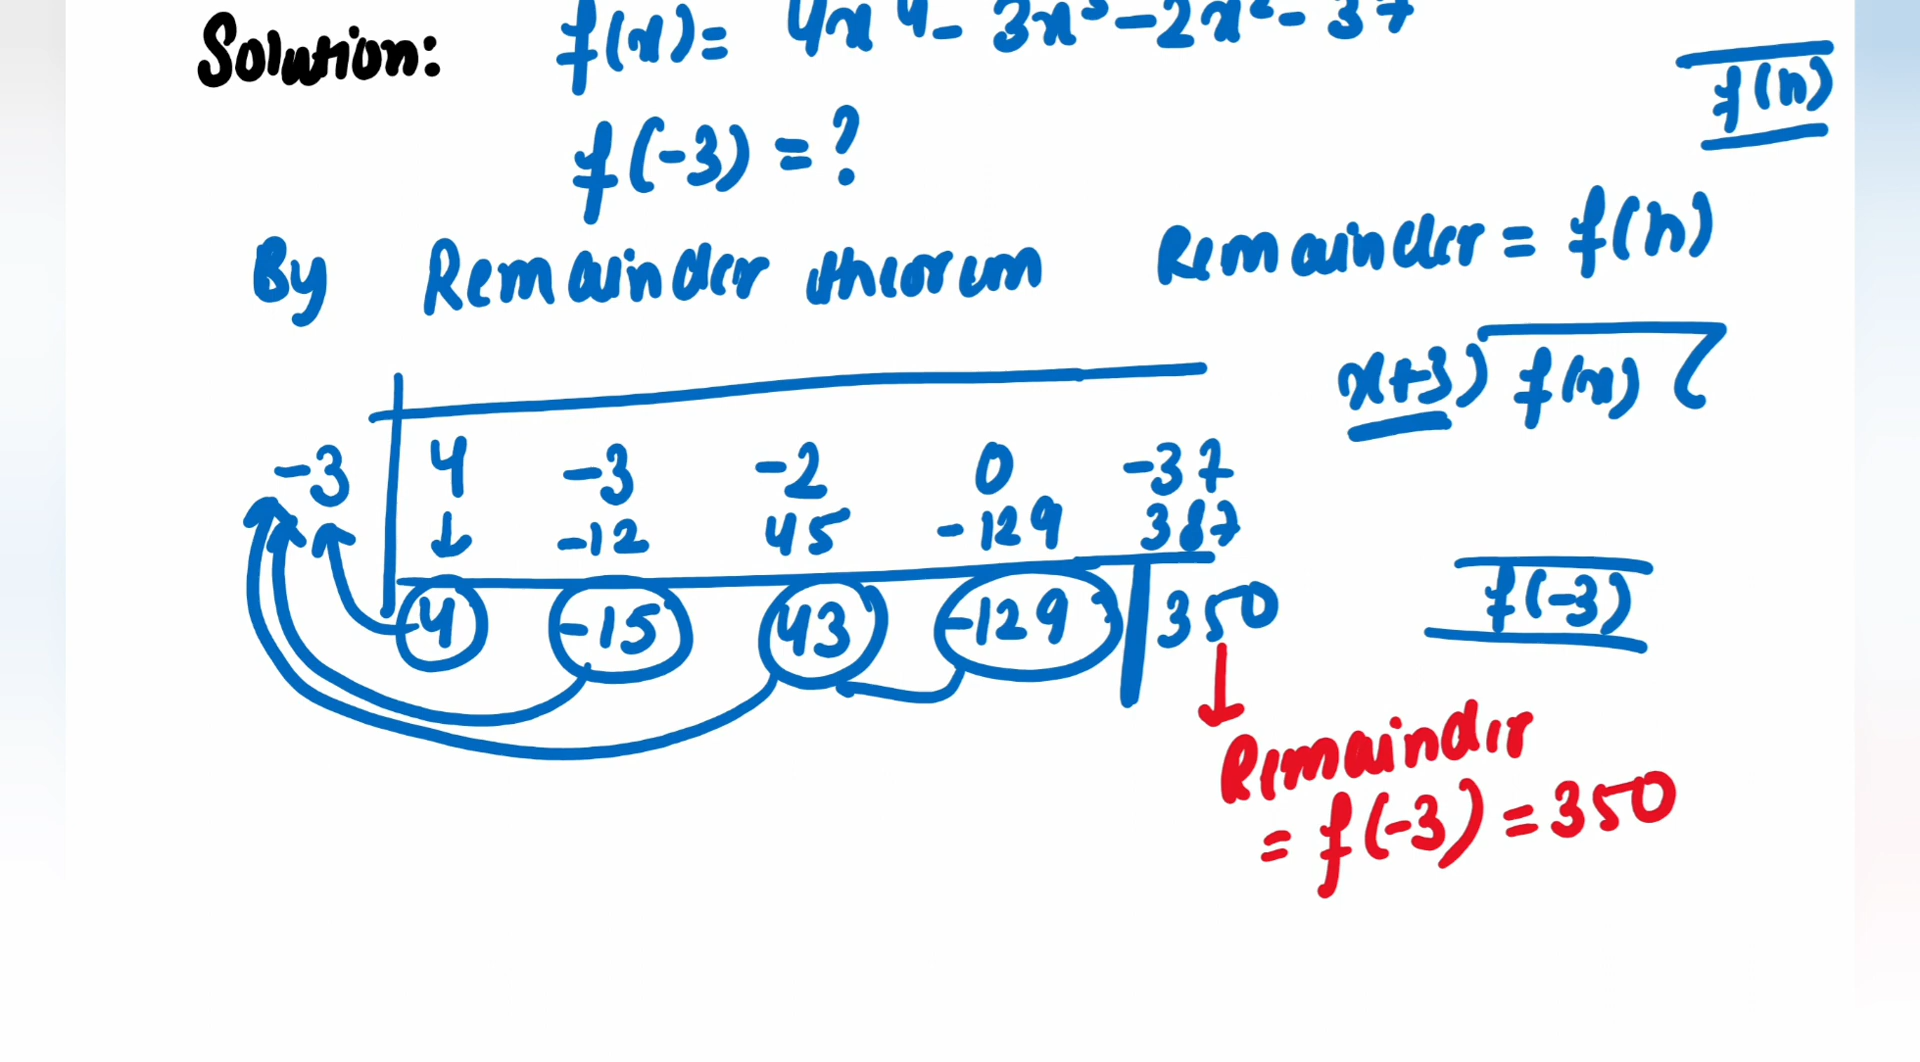 Solution: f(x)= 4x⁴- 3x³-2x²- 37
f(n)
f(-3) = ?
By Remainder theorem Remainder = f(n)
x+3) f(x) (
-3 4 -3 -2 0 -37
↓ -12 45 -129 387
4 -15 43 -129 350
f(-3)
Remainder
= f(-3) = 350